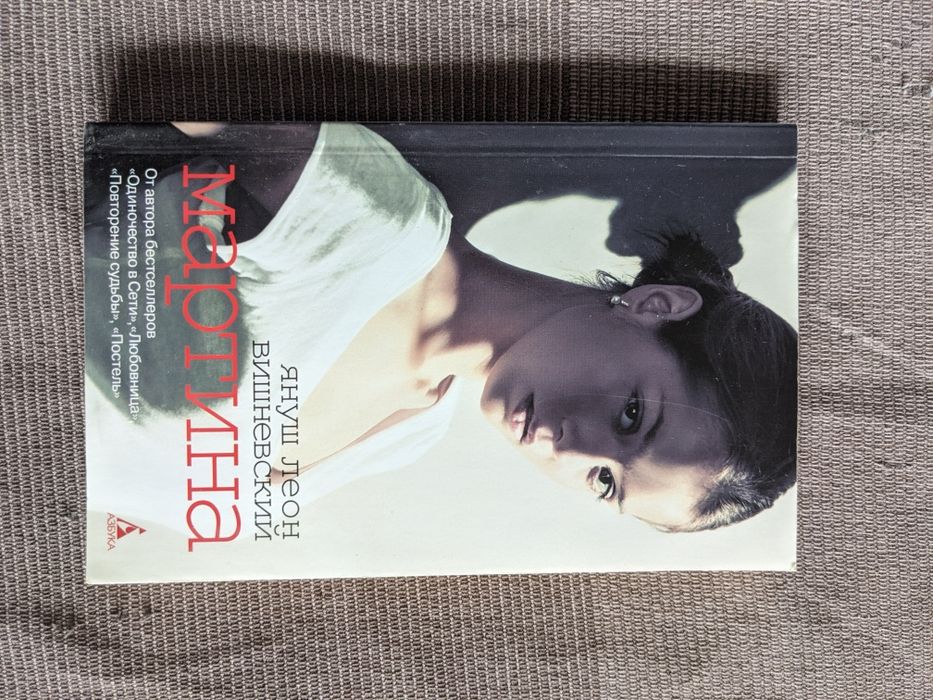 Януш Леон
Вишневский
мартина
От автора бестселлеров
«Одиночество в Сети», «Любовница»
«Повторение судьбы», «Постель»
АЗБУКА